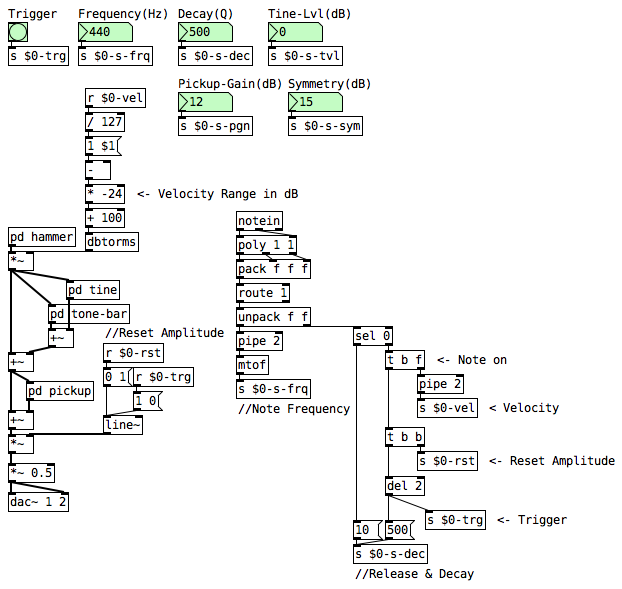 Trigger
Frequency(Hz)
Decay(Q)
Tine-Lvl(dB)
440
500
0
s $0-trg
s $0-s-frq
s $0-s-dec
s $0-s-tvl
Pickup-Gain(dB)
Symmetry(dB)
12
15
s $0-s-pgn
s $0-s-sym
r $0-vel
/ 127
1 $1
-
* -24
<- Velocity Range in dB
+ 100
dbtorms
pd hammer
*~
pd tine
pd tone-bar
+~
+~
pd pickup
+~
*~
*~ 0.5
dac~ 1 2
//Reset Amplitude
r $0-rst
0 1
r $0-trg
1 0
line~
notein
poly 1 1
pack f f f
route 1
unpack f f
pipe 2
mtof
s $0-s-frq
//Note Frequency
sel 0
t b f
<- Note on
pipe 2
s $0-vel
< Velocity
t b b
s $0-rst
<- Reset Amplitude
del 2
s $0-trg
<- Trigger
10
500
s $0-s-dec
//Release & Decay